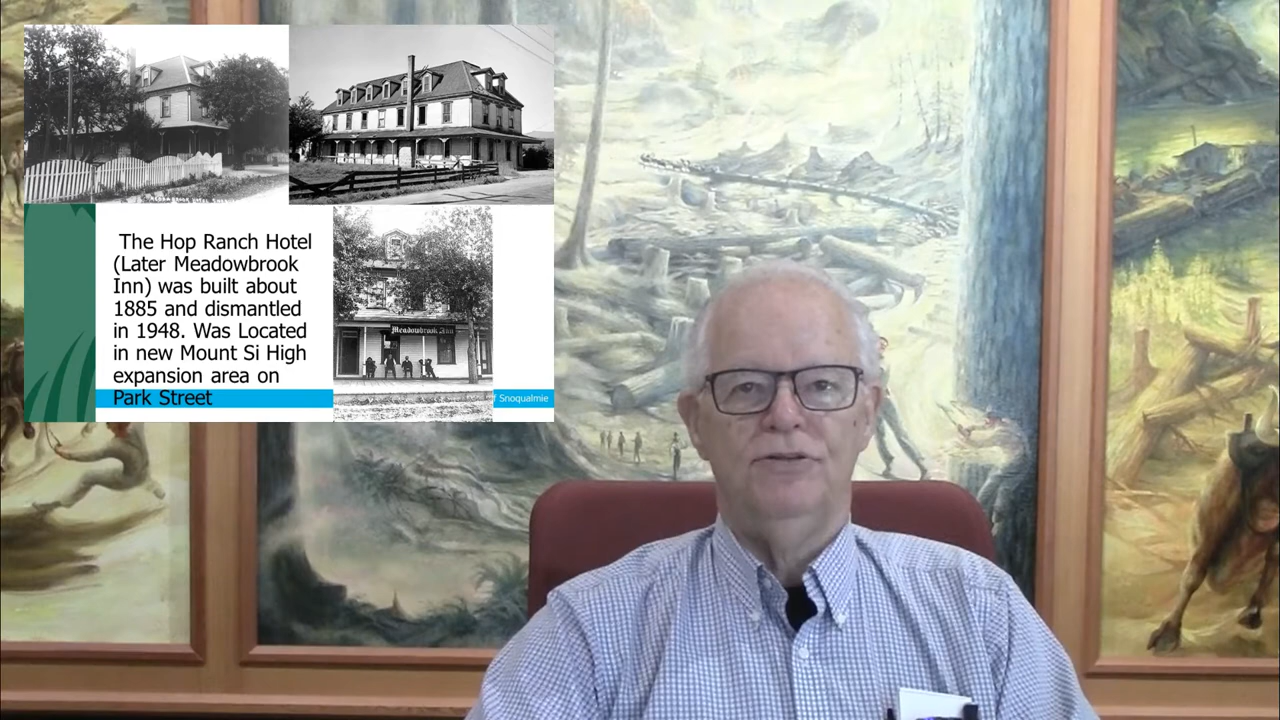 The Hop Ranch Hotel
(Later Meadowbrook
Inn) was built about
1885 and dismantled
in 1948. Was Located
in new Mount Si High
expansion area on
Park Street
Meadowbrook Inn
f Snoqualmie